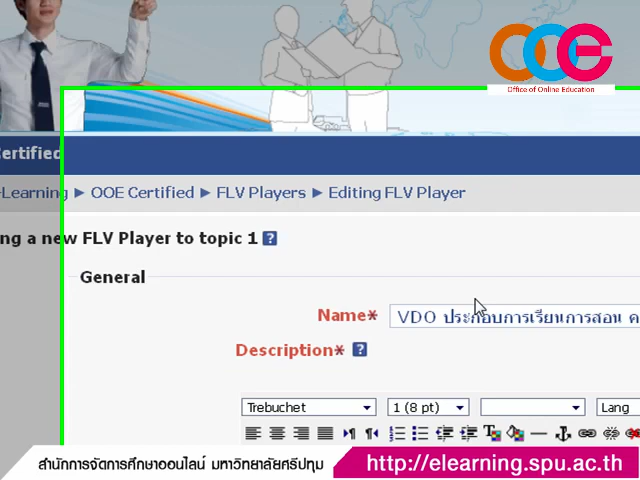 OOE
Office of Online Education
ertified
-Learning ► OOE Certified ► FLV Players ► Editing FLV Player
ng a new FLV Player to topic 1 ?
General
Name* VDO ประกอบการเรียนการสอน ค
Description* ?
Trebuchet 1 (8 pt) Lang
สำนักการจัดการศึกษาออนไลน์ มหาวิทยาลัยศรีปทุม
http://elearning.spu.ac.th